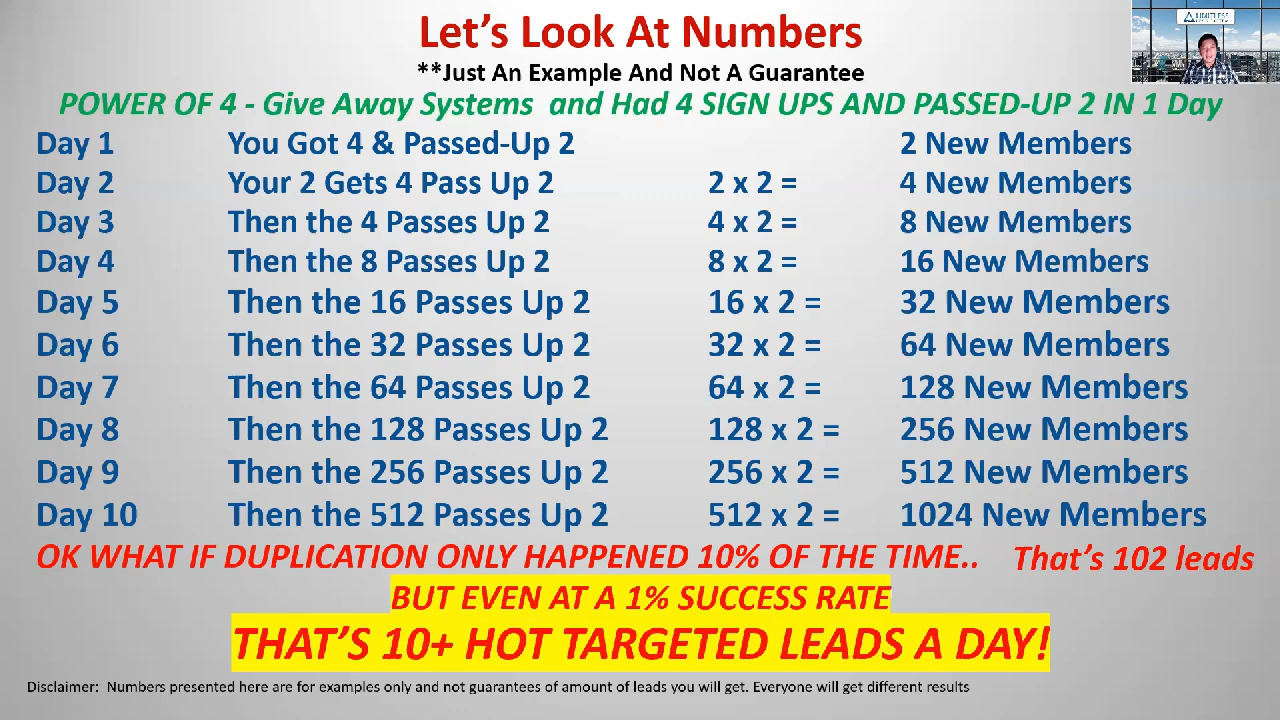 Let's Look At Numbers
LIMITLESS
**Just An Example And Not A Guarantee
POWER OF 4 - Give Away Systems and Had 4 SIGN UPS AND PASSED-UP 2 IN 1 Day
Day 1 You Got 4 & Passed-Up 2 2 New Members
Day 2 Your 2 Gets 4 Pass Up 2 2 x 2 = 4 New Members
Day 3 Then the 4 Passes Up 2 4 x 2 = 8 New Members
Day 4 Then the 8 Passes Up 2 8 x 2 = 16 New Members
Day 5 Then the 16 Passes Up 2 16 x 2 = 32 New Members
Day 6 Then the 32 Passes Up 2 32 x 2 = 64 New Members
Day 7 Then the 64 Passes Up 2 64 x 2 = 128 New Members
Day 8 Then the 128 Passes Up 2 128 x 2 = 256 New Members
Day 9 Then the 256 Passes Up 2 256 x 2 = 512 New Members
Day 10 Then the 512 Passes Up 2 512 x 2 = 1024 New Members
OK WHAT IF DUPLICATION ONLY HAPPENED 10% OF THE TIME.. That's 102 leads
BUT EVEN AT A 1% SUCCESS RATE
THAT'S 10+ HOT TARGETED LEADS A DAY!
Disclaimer: Numbers presented here are for examples only and not guarantees of amount of leads you will get. Everyone will get different results